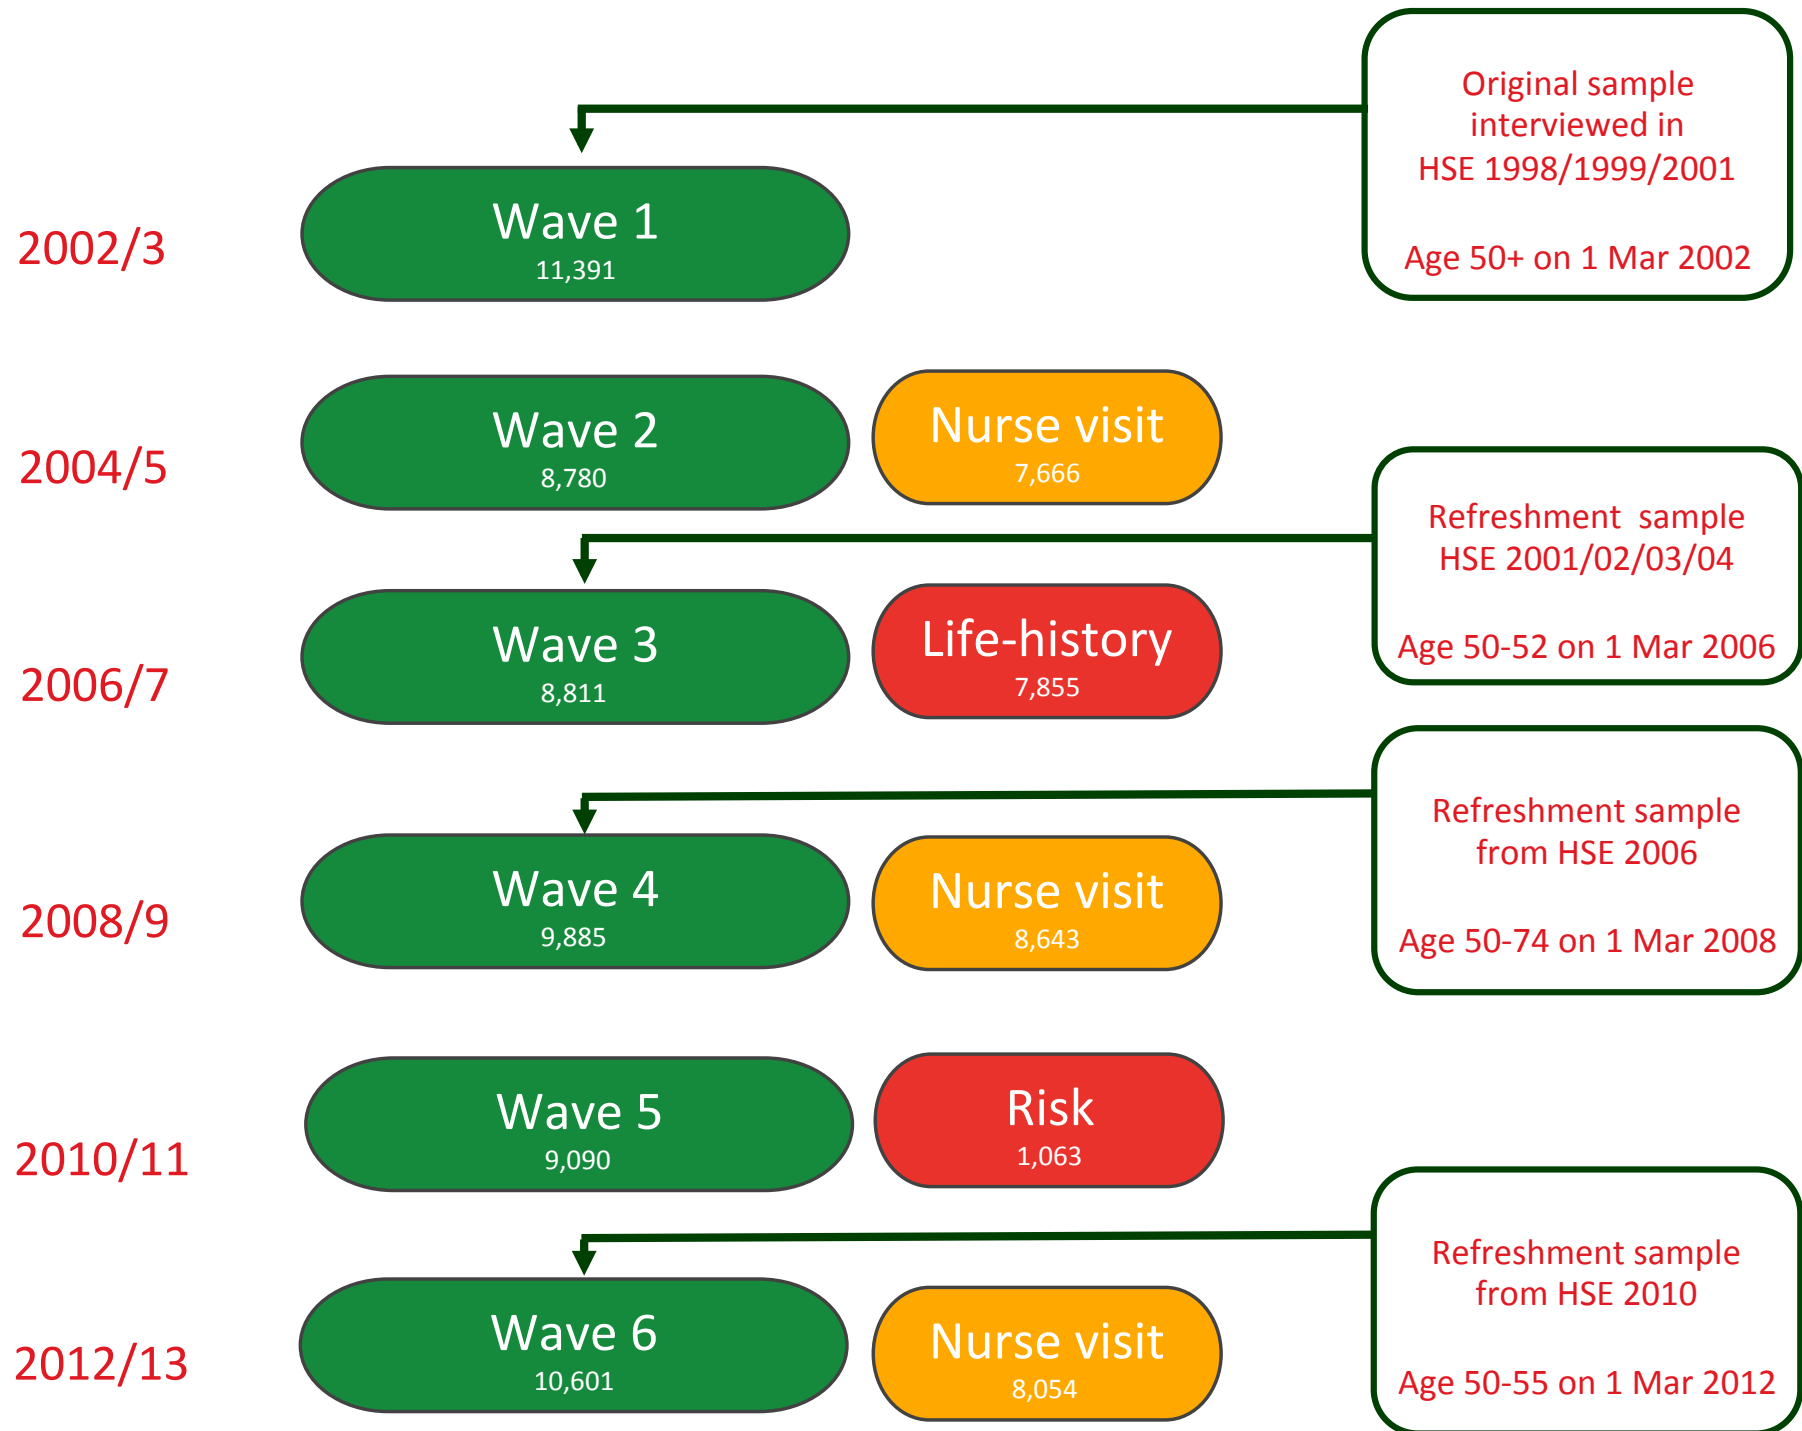 Original sample
interviewed in
HSE 1998/1999/2001
Age 50+ on 1 Mar 2002
2002/3
Wave 1
11,391
2004/5
Wave 2
8,780
Nurse visit
7,666
Refreshment  sample
HSE 2001/02/03/04
Age 50-52 on 1 Mar 2006
2006/7
Wave 3
8,811
Life-history
7,855
Refreshment sample
from HSE 2006
Age 50-74 on 1 Mar 2008
2008/9
Wave 4
9,885
Nurse visit
8,643
2010/11
Wave 5
9,090
Risk
1,063
Refreshment sample
from HSE 2010
Age 50-55 on 1 Mar 2012
2012/13
Wave 6
10,601
Nurse visit
8,054